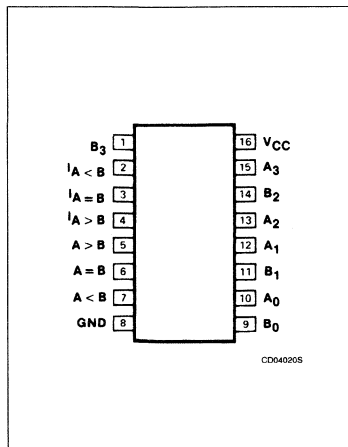 B3 1 16 VCC
IA < B 2 15 A3
IA = B 3 14 B2
IA > B 4 13 A2
A > B 5 12 A1
A = B 6 11 B1
A < B 7 10 A0
GND 8 9 B0
CD04020S